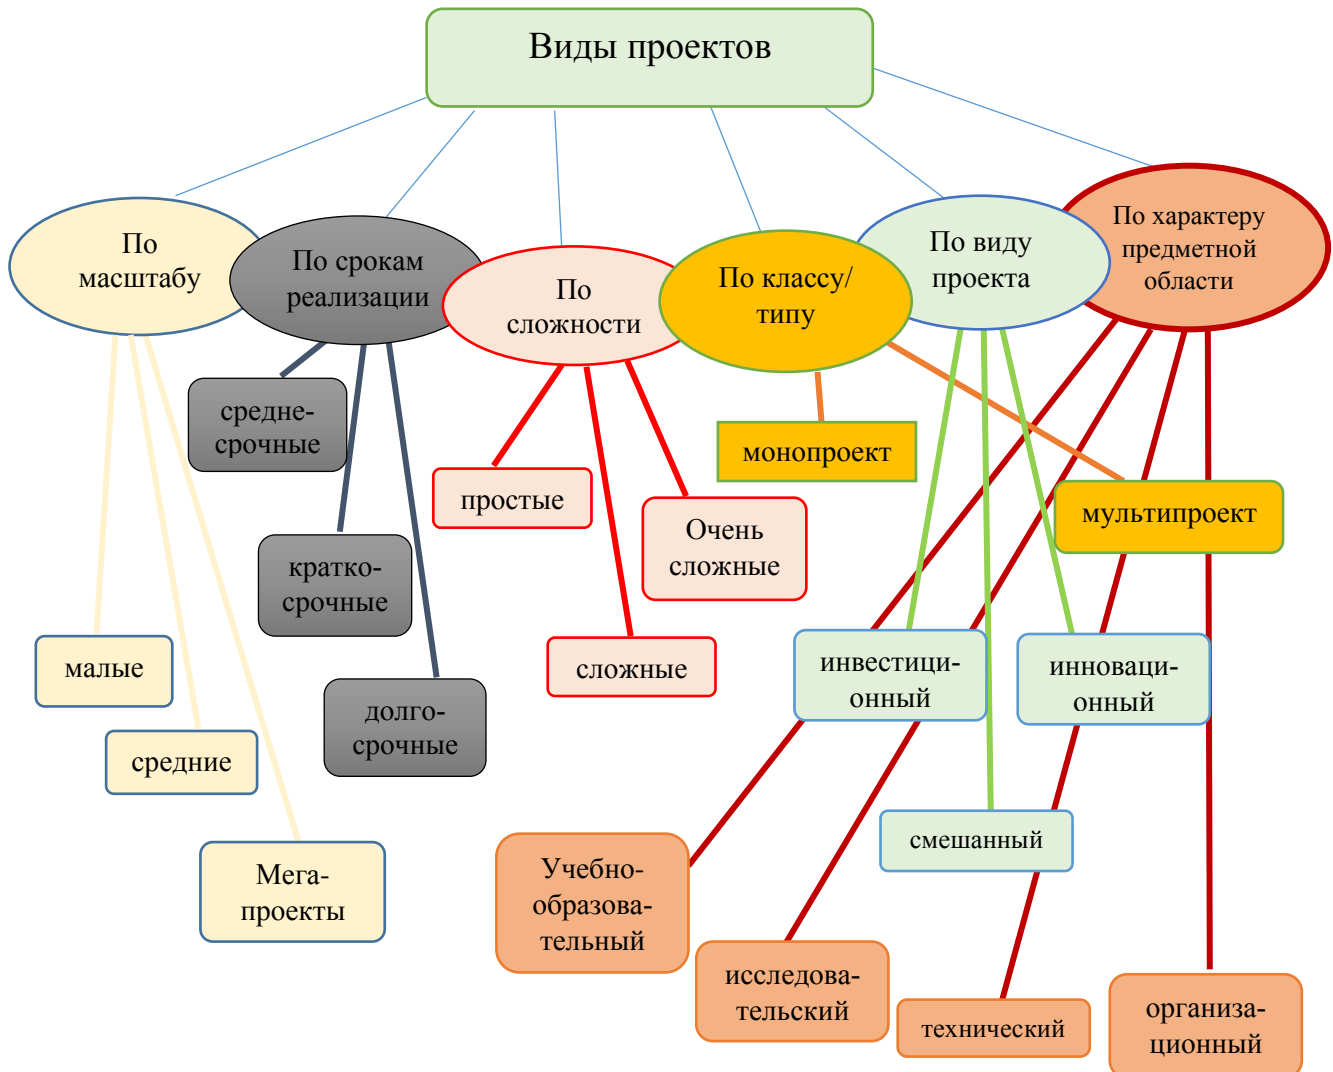 Виды проектов
По
масштабу
По срокам
реализации
По
сложности
По классу/
типу
По виду
проекта
По характеру
предметной
области
средне-
срочные
кратко-
срочные
долго-
срочные
малые
средние
Мега-
проекты
простые
Очень
сложные
сложные
монопроект
мультипроект
инвестици-
онный
инноваци-
онный
смешанный
Учебно-
образова-
тельный
исследова-
тельский
технический
организа-
ционный